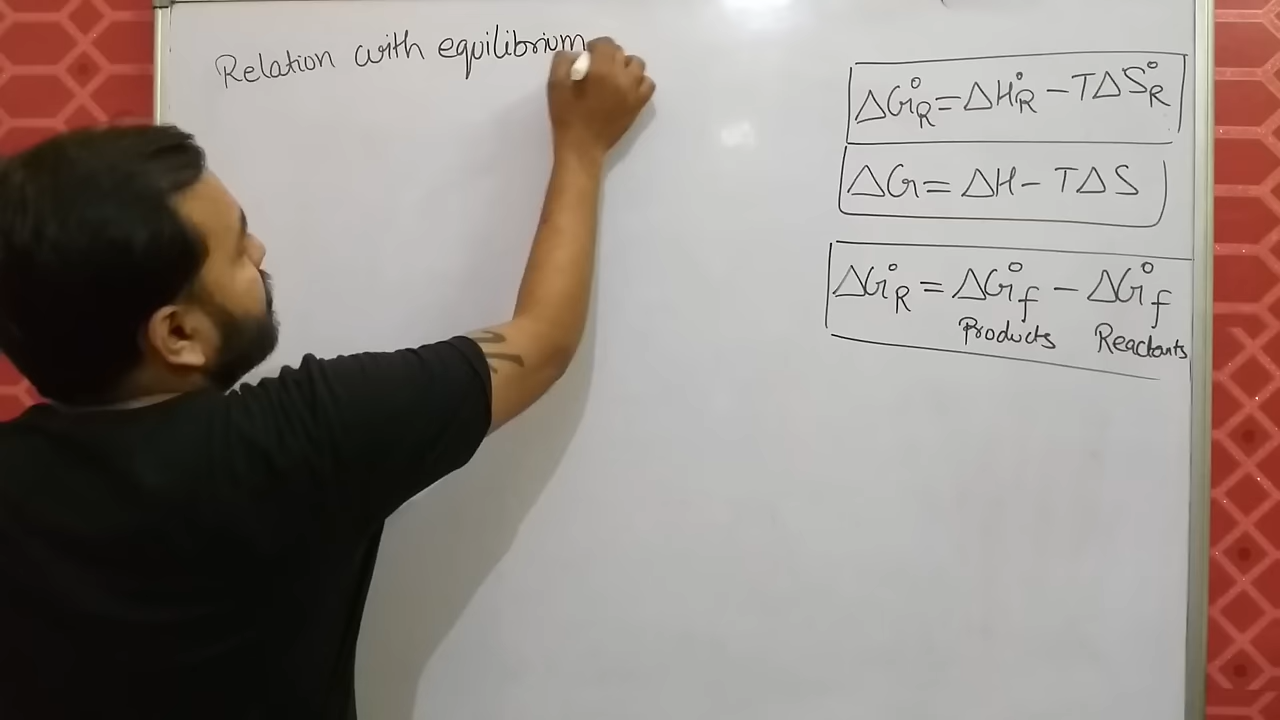 Relation with equilibrium
ΔG°R = ΔH°R - TΔS°R
ΔG = ΔH - TΔS
ΔG°R = ΔG°f - ΔG°f
Products Reactants